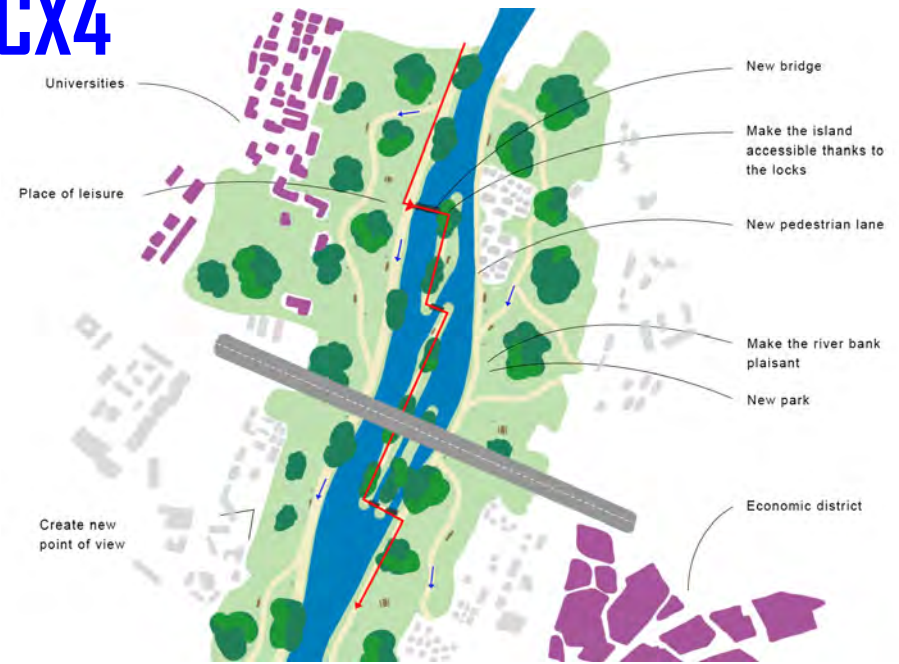 CX4
Universities
Place of leisure
Create new
point of view
New bridge
Make the island
accessible thanks to
the locks
New pedestrian lane
Make the river bank
plaisant
New park
Economic district